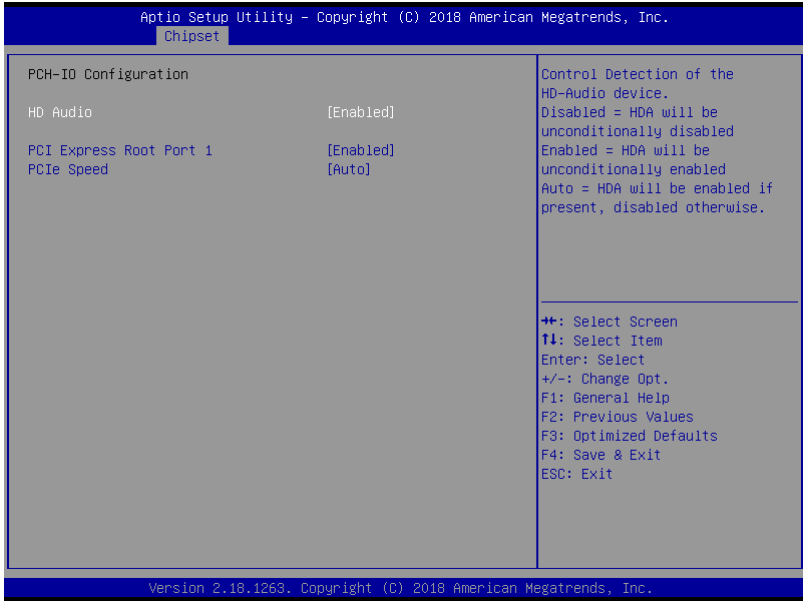 Aptio Setup Utility – Copyright (C) 2018 American Megatrends, Inc.
Chipset
PCH-IO Configuration
HD Audio [Enabled]
PCI Express Root Port 1 [Enabled]
PCIe Speed [Auto]
Control Detection of the
HD-Audio device.
Disabled = HDA will be
unconditionally disabled
Enabled = HDA will be
unconditionally enabled
Auto = HDA will be enabled if
present, disabled otherwise.
→←: Select Screen
↑↓: Select Item
Enter: Select
+/-: Change Opt.
F1: General Help
F2: Previous Values
F3: Optimized Defaults
F4: Save & Exit
ESC: Exit
Version 2.18.1263. Copyright (C) 2018 American Megatrends, Inc.